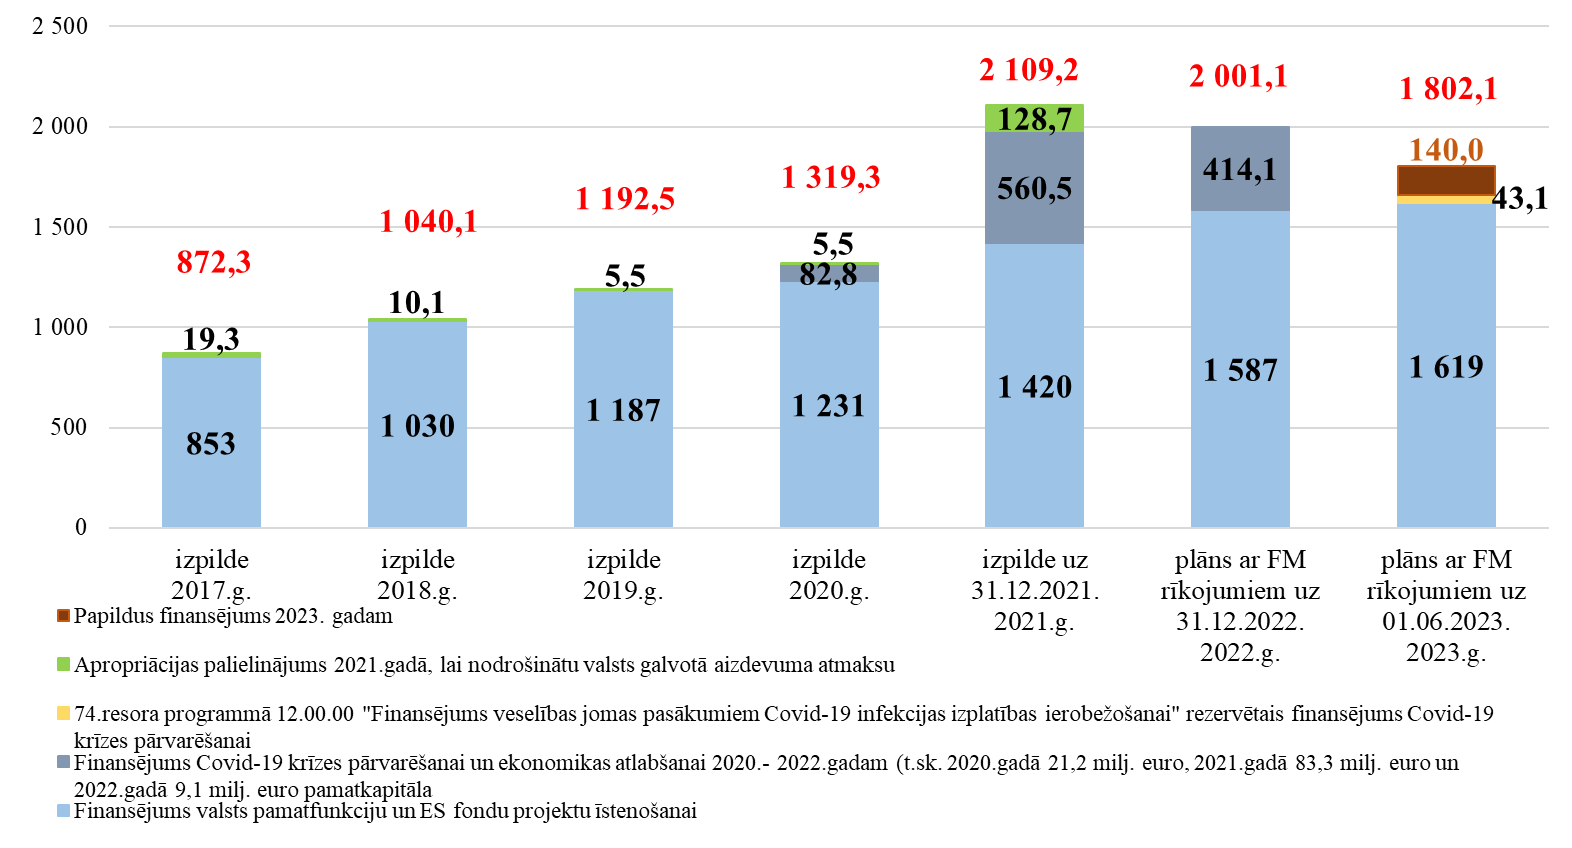 2 500
2 000
1 500
1 000
500
0
872,3
19,3
853
1 040,1
10,1
1 030
1 192,5
5,5
1 187
1 319,3
5,5
82,8
1 231
2 109,2
128,7
560,5
1 420
2 001,1
414,1
1 587
1 802,1
140,0
43,1
1 619
izpilde
2017.g.
izpilde
2018.g.
izpilde
2019.g.
izpilde
2020.g.
izpilde uz
31.12.2021.
2021.g.
plāns ar FM
rīkojumiem uz
31.12.2022.
2022.g.
plāns ar FM
rīkojumiem uz
01.06.2023.
2023.g.
Papildus finansējums 2023. gadam
Apropriācijas palielinājums 2021.gadā, lai nodrošinātu valsts galvotā aizdevuma atmaksu
74.resora programmā 12.00.00 "Finansējums veselības jomas pasākumiem Covid-19 infekcijas izplatības ierobežošanai" rezervētais finansējums Covid-19
krīzes pārvarēšanai
Finansējums Covid-19 krīzes pārvarēšanai un ekonomikas atlabšanai 2020.- 2022.gadam (t.sk. 2020.gadā 21,2 milj. euro, 2021.gadā 83,3 milj. euro un
2022.gadā 9,1 milj. euro pamatkapitāla
Finansējums valsts pamatfunkciju un ES fondu projektu īstenošanai